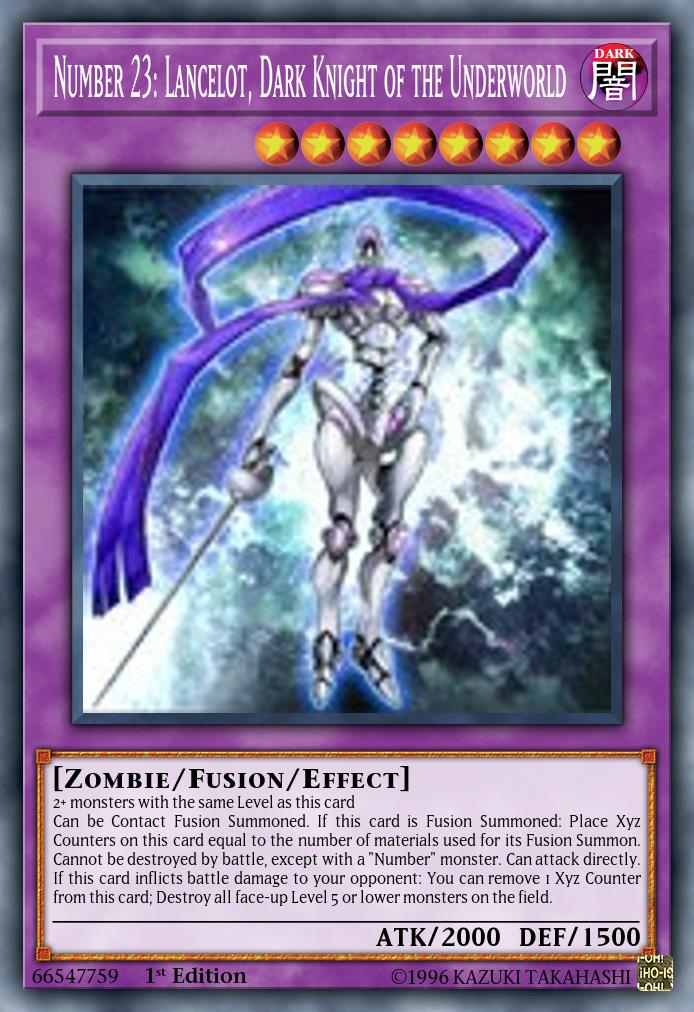 Number 23: Lancelot, Dark Knight of the Underworld
DARK
闇
[Zombie/Fusion/Effect]
2+ monsters with the same Level as this card
Can be Contact Fusion Summoned. If this card is Fusion Summoned: Place Xyz
Counters on this card equal to the number of materials used for its Fusion Summon.
Cannot be destroyed by battle, except with a "Number" monster. Can attack directly.
If this card inflicts battle damage to your opponent: You can remove 1 Xyz Counter
from this card; Destroy all face-up Level 5 or lower monsters on the field.
ATK/2000 DEF/1500
66547759 1st Edition ©1996 KAZUKI TAKAHASHI